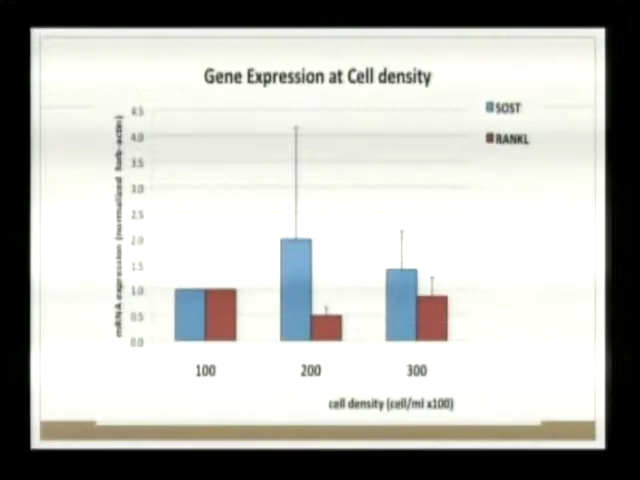 Gene Expression at Cell density
SOST
RANKL
mRNA expression (normalized to b-actin)
4.5
4.0
3.5
3.0
2.5
2.0
1.5
1.0
0.5
0.0
100 200 300
cell density (cell/ml x100)